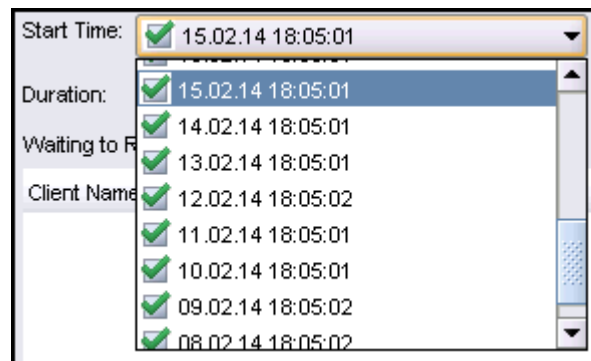 Start Time: 15.02.14 18:05:01
Duration:
15.02.14 18:05:01
14.02.14 18:05:01
Waiting to R
13.02.14 18:05:01
Client Name
12.02.14 18:05:02
11.02.14 18:05:01
10.02.14 18:05:01
09.02.14 18:05:02
08.02.14 18:05:02